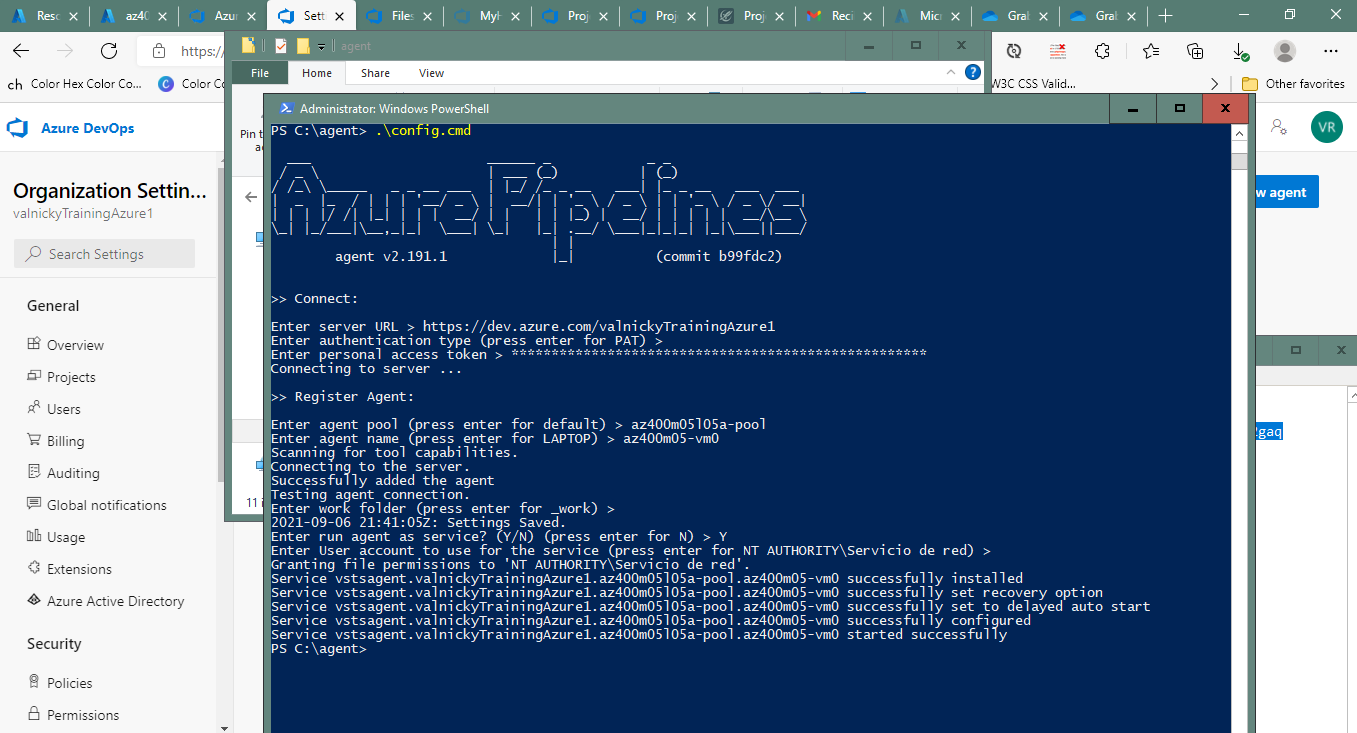 Reso
az40
Azur
Sett
Files
MyH
Proj
Proj
Proj
Reci
Micr
Gral
Gral
https://
agent
ch Color Hex Color Co...
Color Co
W3C CSS Valid...
Other favorites
File
Home
Share
View
Azure DevOps
VR
Organization Settin...
valnickyTrainingAzure1
Search Settings
General
Overview
Projects
Users
Billing
Auditing
Global notifications
Usage
Extensions
Azure Active Directory
Security
Policies
Permissions
Pin t
a
11 i
w agent
gaq
Administrator: Windows PowerShell
PS C:\agent> .\config.cmd
Azure Pipelines
agent v2.191.1 (commit b99fdc2)
>> Connect:
Enter server URL > https://dev.azure.com/valnickyTrainingAzure1
Enter authentication type (press enter for PAT) >
Enter personal access token > ****************************************************
Connecting to server ...
>> Register Agent:
Enter agent pool (press enter for default) > az400m05l05a-pool
Enter agent name (press enter for LAPTOP) > az400m05-vm0
Scanning for tool capabilities.
Connecting to the server.
Successfully added the agent
Testing agent connection.
Enter work folder (press enter for _work) >
2021-09-06 21:41:05Z: Settings Saved.
Enter run agent as service? (Y/N) (press enter for N) > Y
Enter User account to use for the service (press enter for NT AUTHORITY\Servicio de red) >
Granting file permissions to 'NT AUTHORITY\Servicio de red'.
Service vstsagent.valnickyTrainingAzure1.az400m05l05a-pool.az400m05-vm0 successfully installed
Service vstsagent.valnickyTrainingAzure1.az400m05l05a-pool.az400m05-vm0 successfully set recovery option
Service vstsagent.valnickyTrainingAzure1.az400m05l05a-pool.az400m05-vm0 successfully set to delayed auto start
Service vstsagent.valnickyTrainingAzure1.az400m05l05a-pool.az400m05-vm0 successfully configured
Service vstsagent.valnickyTrainingAzure1.az400m05l05a-pool.az400m05-vm0 started successfully
PS C:\agent>